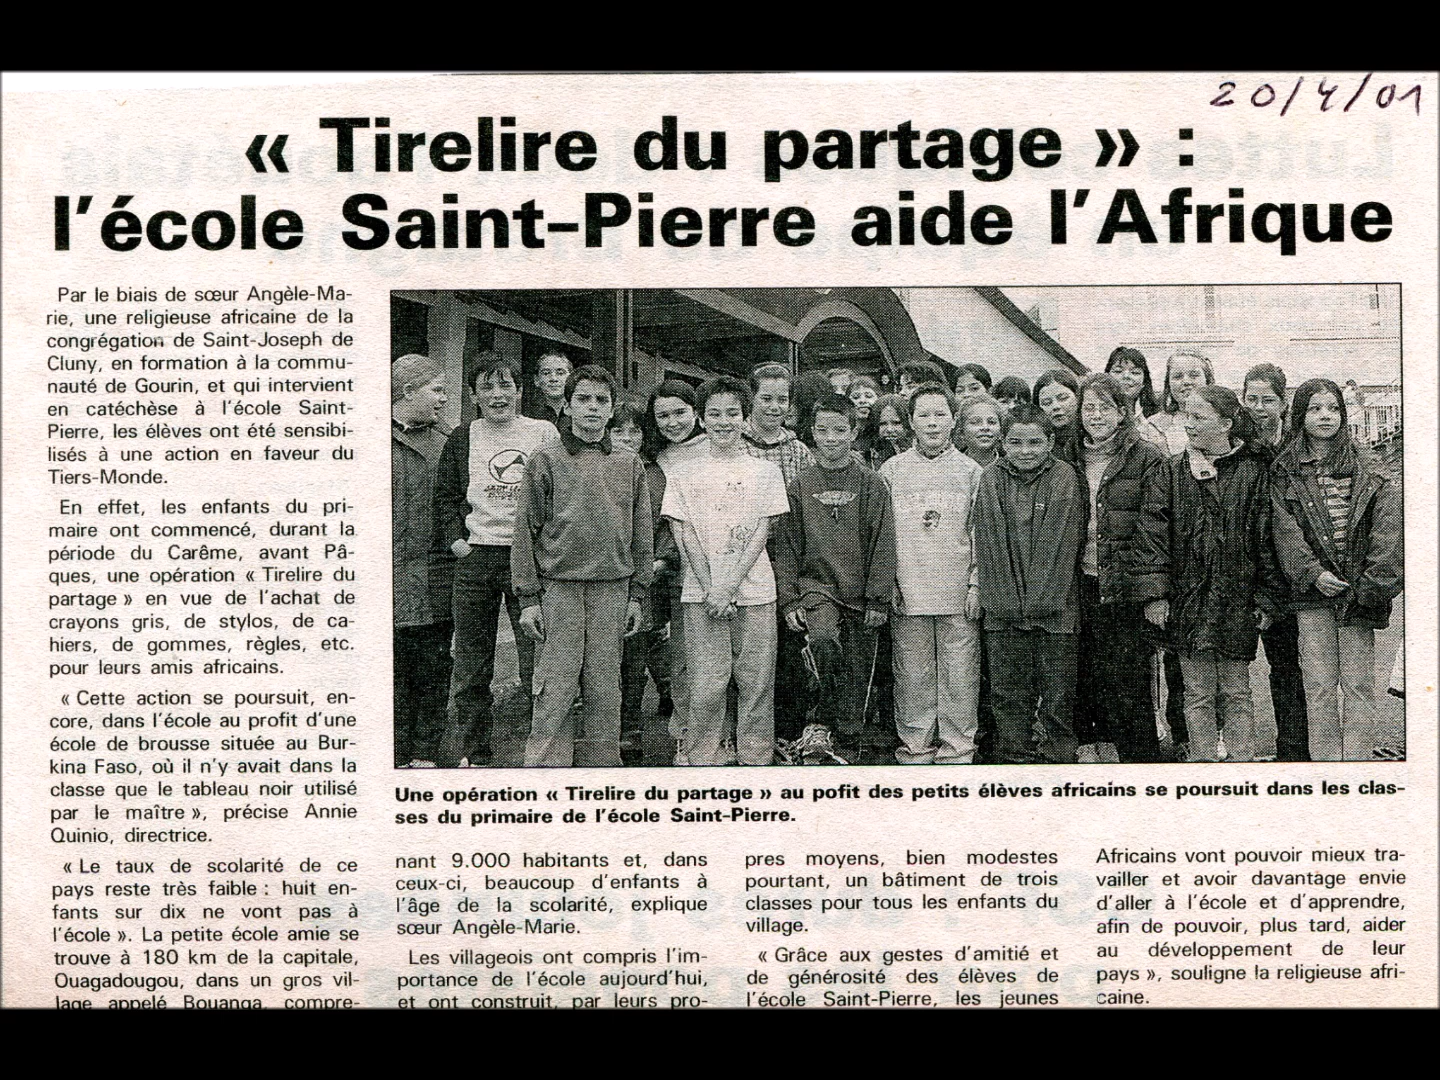 20/4/01
« Tirelire du partage » :
l'école Saint-Pierre aide l'Afrique
Par le biais de sœur Angèle-Ma-
rie, une religieuse africaine de la
congrégation de Saint-Joseph de
Cluny, en formation à la commu-
nauté de Gourin, et qui intervient
en catéchèse à l'école Saint-
Pierre, les élèves ont été sensibi-
lisés à une action en faveur du
Tiers-Monde.
En effet, les enfants du pri-
maire ont commencé, durant la
période du Carême, avant Pâ-
ques, une opération « Tirelire du
partage » en vue de l'achat de
crayons gris, de stylos, de ca-
hiers, de gommes, règles, etc.
pour leurs amis africains.
« Cette action se poursuit, en-
core, dans l'école au profit d'une
école de brousse située au Bur-
kina Faso, où il n'y avait dans la
classe que le tableau noir utilisé
par le maître », précise Annie
Quinio, directrice.
« Le taux de scolarité de ce
pays reste très faible : huit en-
fants sur dix ne vont pas à
l'école ». La petite école amie se
trouve à 180 km de la capitale,
Ouagadougou, dans un gros vil-
lage appelé Bouanga, compre-
Une opération « Tirelire du partage » au pofit des petits élèves africains se poursuit dans les clas-
ses du primaire de l'école Saint-Pierre.
nant 9.000 habitants et, dans
ceux-ci, beaucoup d'enfants à
l'âge de la scolarité, explique
sœur Angèle-Marie.
Les villageois ont compris l'im-
portance de l'école aujourd'hui,
et ont construit, par leurs pro-
pres moyens, bien modestes
pourtant, un bâtiment de trois
classes pour tous les enfants du
village.
« Grâce aux gestes d'amitié et
de générosité des élèves de
l'école Saint-Pierre, les jeunes
Africains vont pouvoir mieux tra-
vailler et avoir davantage envie
d'aller à l'école et d'apprendre,
afin de pouvoir, plus tard, aider
au développement de leur
pays », souligne la religieuse afri-
caine.